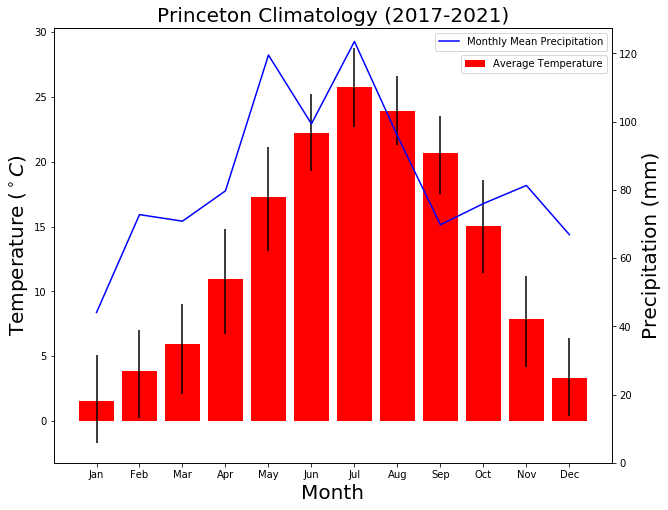 Princeton Climatology (2017-2021)
Monthly Mean Precipitation
Average Temperature
Temperature (°C)
30
25
20
15
10
5
0
Precipitation (mm)
120
100
80
60
40
20
0
Jan Feb Mar Apr May Jun Jul Aug Sep Oct Nov Dec
Month